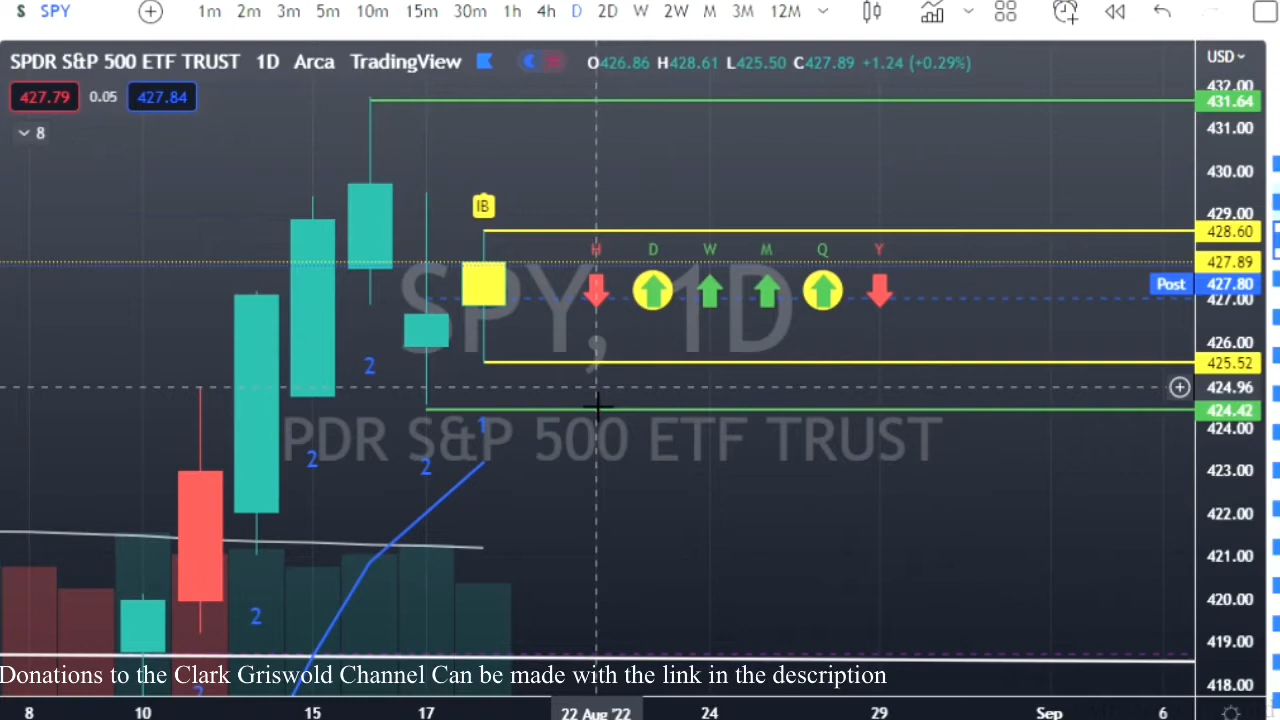 S SPY 1m 2m 3m 5m 10m 15m 30m 1h 4h D 2D W 2W M 3M 12M
SPDR S&P 500 ETF TRUST 1D Arca TradingView O426.86 H428.61 L425.50 C427.89 +1.24 (+0.29%)
USD
427.79 0.05 427.84
8
432.00
431.64
431.00
430.00
429.00
428.60
427.89
Post 427.80
427.00
426.00
425.52
424.96
424.42
424.00
423.00
422.00
421.00
420.00
419.00
418.00
IB
H D W M Q Y
SPY, 1D
PDR S&P 500 ETF TRUST
2
1
2
2
2
2
Donations to the Clark Griswold Channel Can be made with the link in the description
8 10 15 17 22 Aug '22 24 29 Sep 6